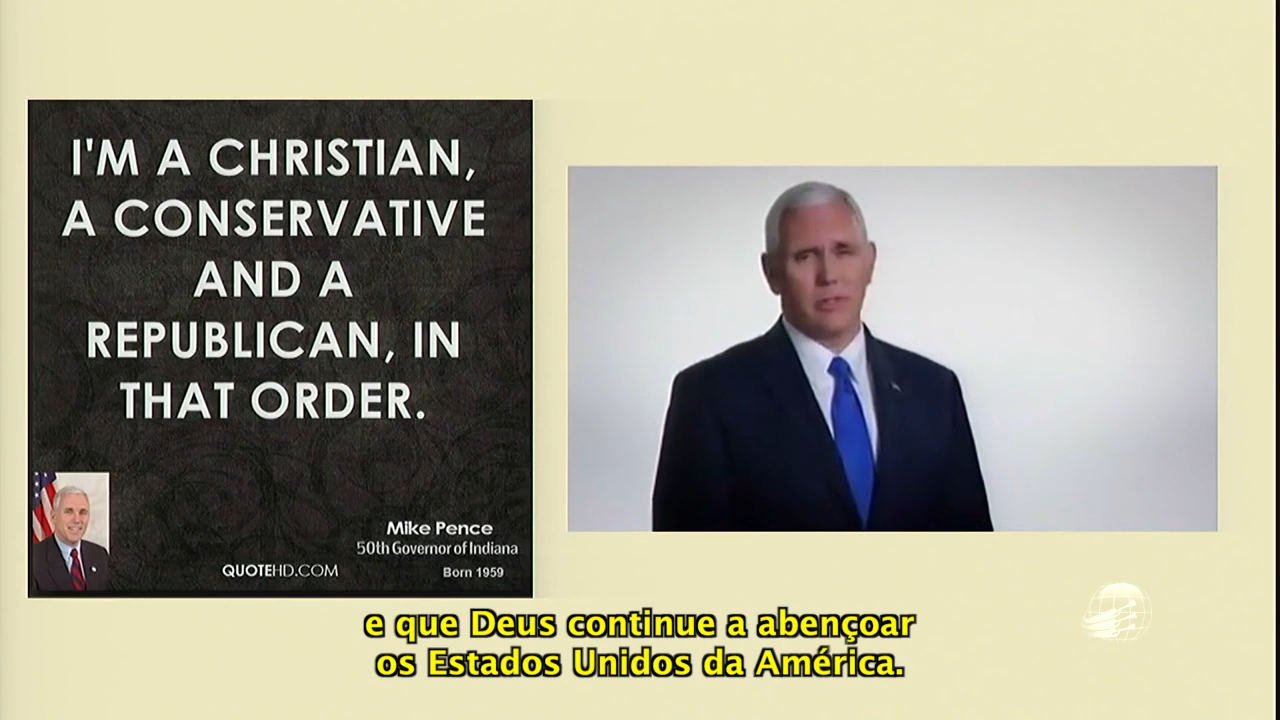 I'M A CHRISTIAN,
A CONSERVATIVE
AND A
REPUBLICAN, IN
THAT ORDER.
Mike Pence
50th Governor of Indiana
QUOTEHD.COM
Born 1959
e que Deus continue a abençoar
os Estados Unidos da América.